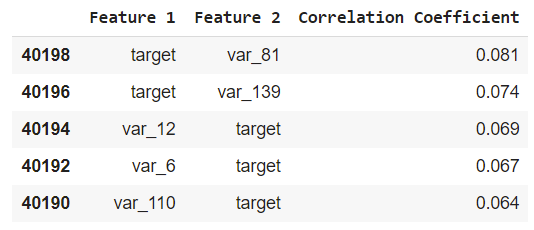 Feature 1 Feature 2 Correlation Coefficient
40198 target var_81 0.081
40196 target var_139 0.074
40194 var_12 target 0.069
40192 var_6 target 0.067
40190 var_110 target 0.064